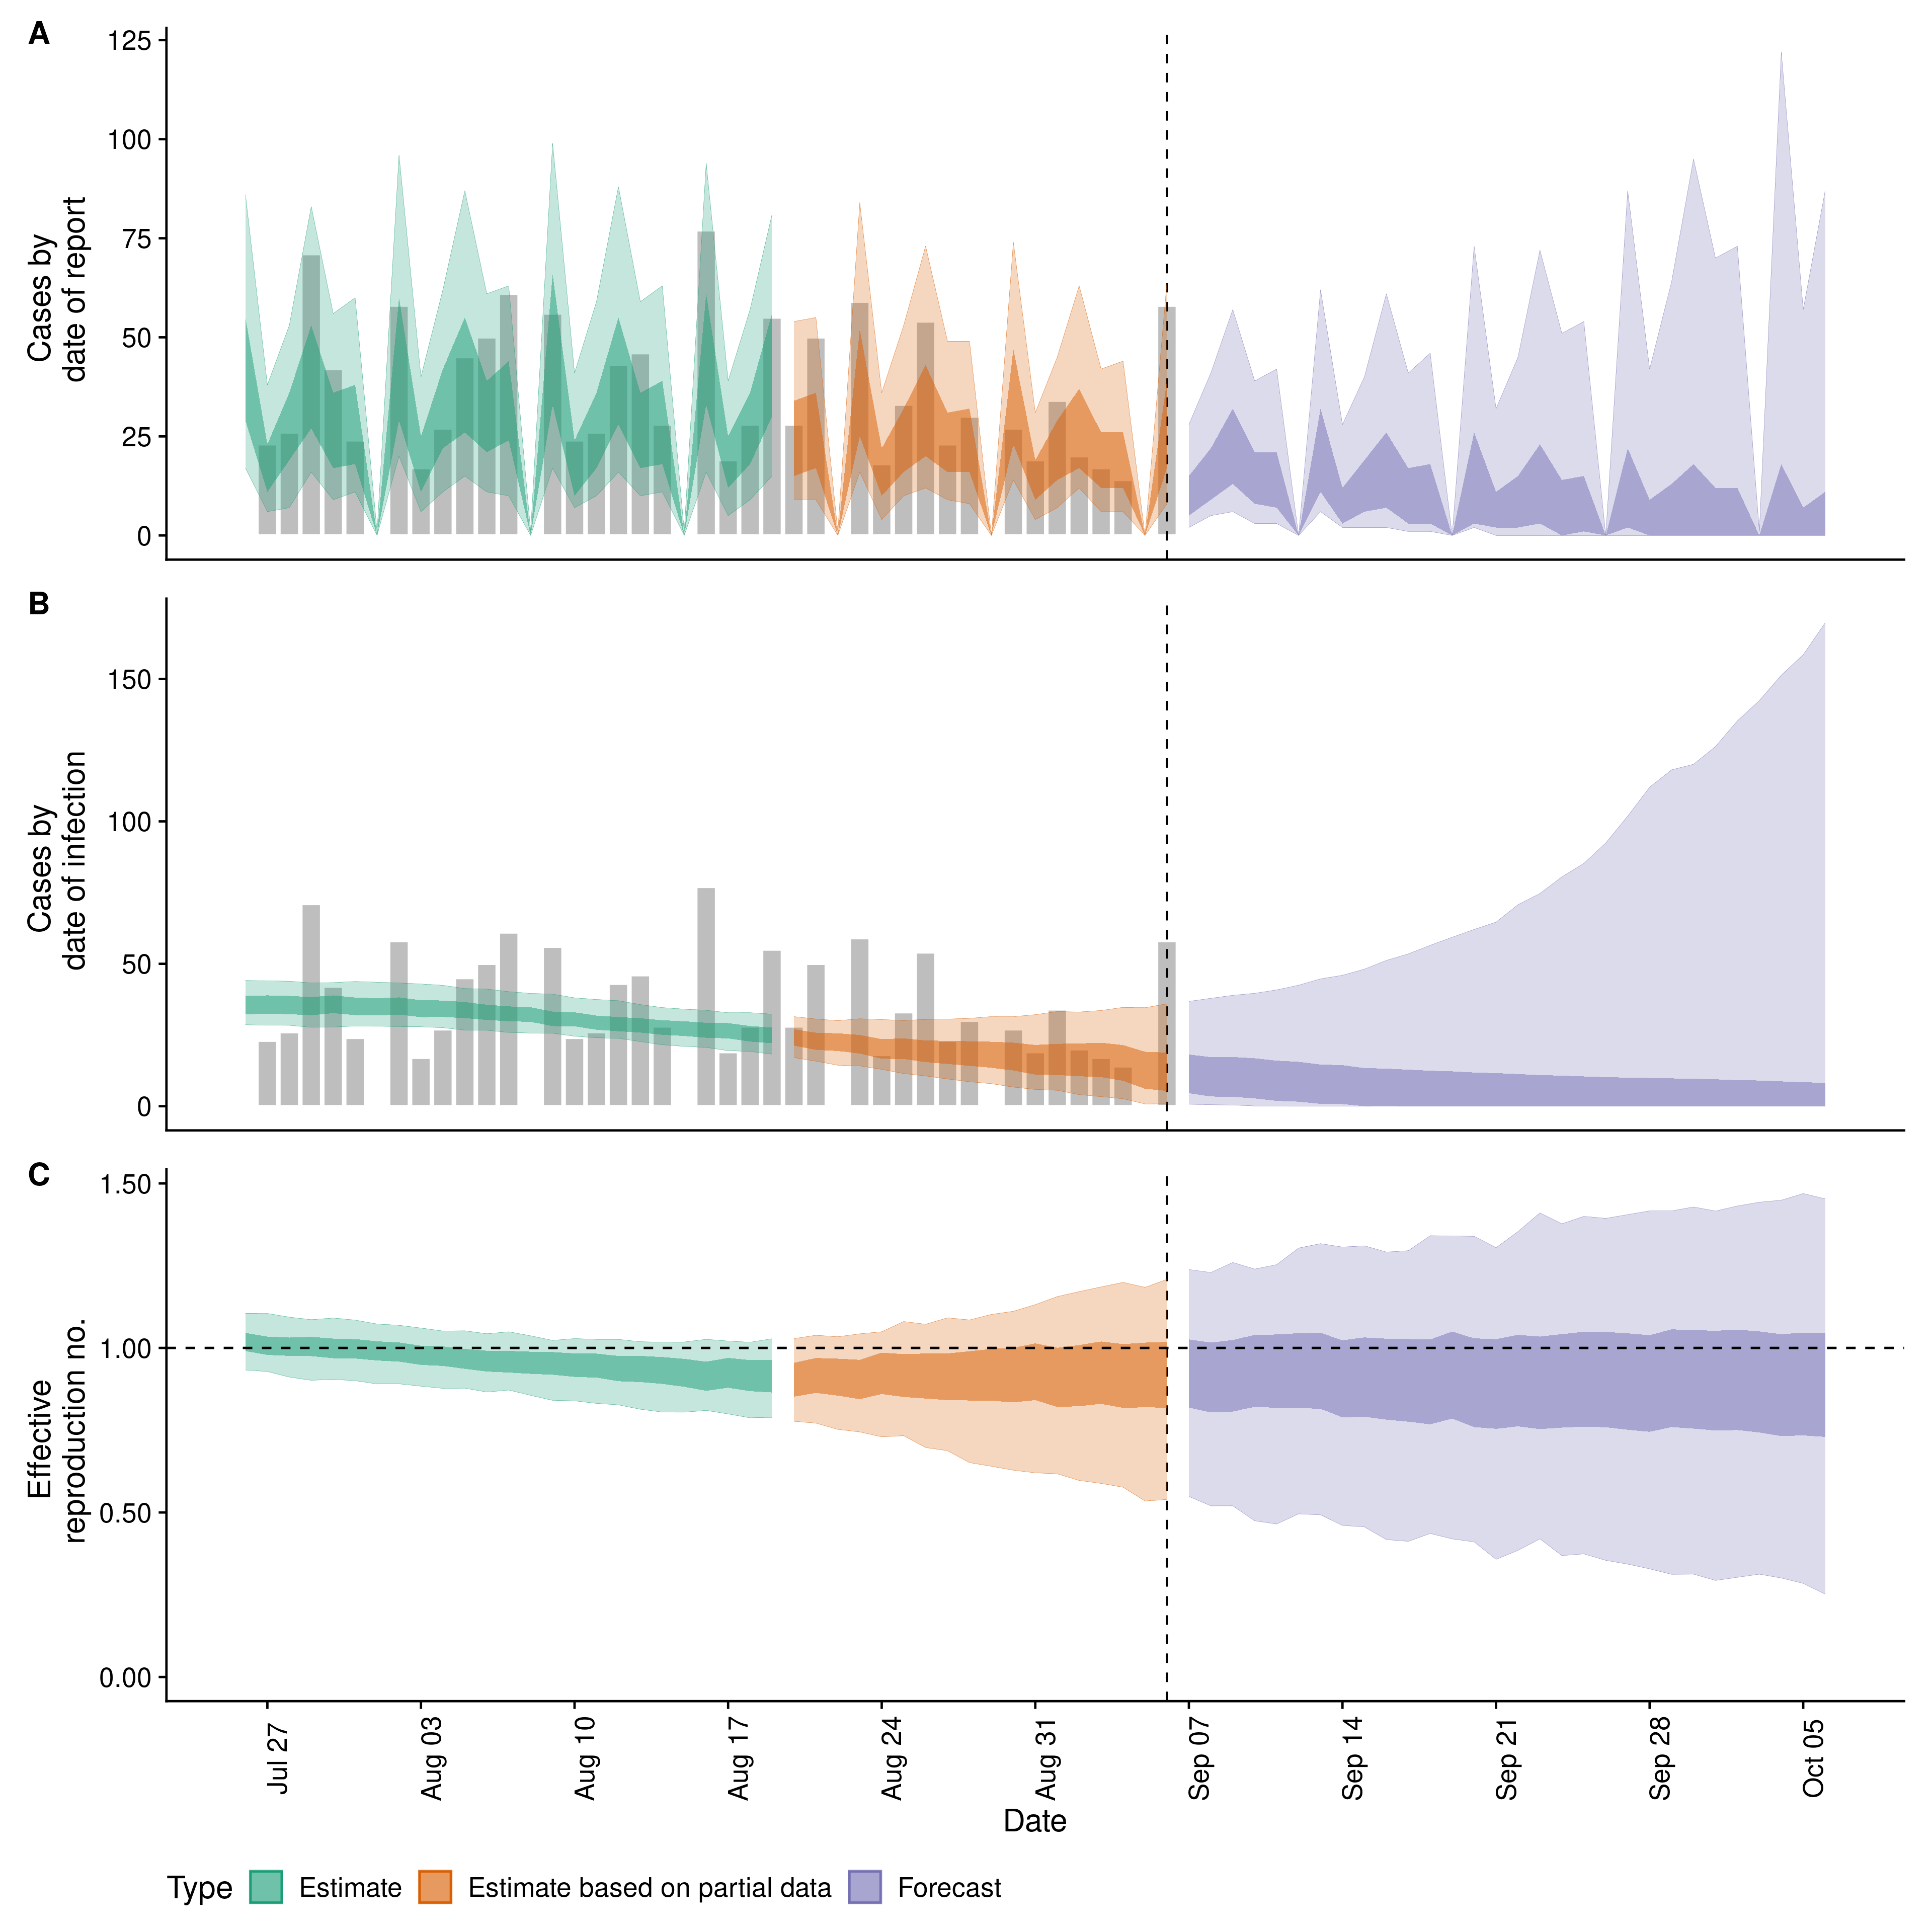 A
125
100
75
50
25
0
Cases by
date of report
B
150
100
50
0
Cases by
date of infection
C
1.50
1.00
0.50
0.00
Effective
reproduction no.
Jul 27
Aug 03
Aug 10
Aug 17
Aug 24
Aug 31
Sep 07
Sep 14
Sep 21
Sep 28
Oct 05
Date
Type Estimate Estimate based on partial data Forecast